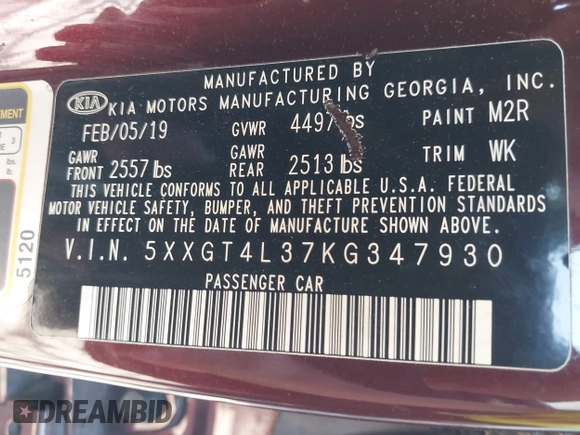 MANUFACTURED BY
KIA KIA MOTORS MANUFACTURING GEORGIA, INC.
FEB/05/19 GVWR 4497 lbs PAINT M2R
GAWR FRONT 2557 lbs GAWR REAR 2513 lbs TRIM WK
THIS VEHICLE CONFORMS TO ALL APPLICABLE U.S.A. FEDERAL
MOTOR VEHICLE SAFETY, BUMPER, AND THEFT PREVENTION STANDARDS
IN EFFECT ON THE DATE OF MANUFACTURE SHOWN ABOVE.
V.I.N. 5XXGT4L37KG347930
PASSENGER CAR
5120
DREAMBID